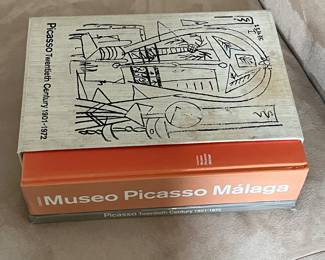 Picasso Twentieth Century 1901-1972
Museo Picasso Málaga
Picasso Twentieth Century 1901-1972